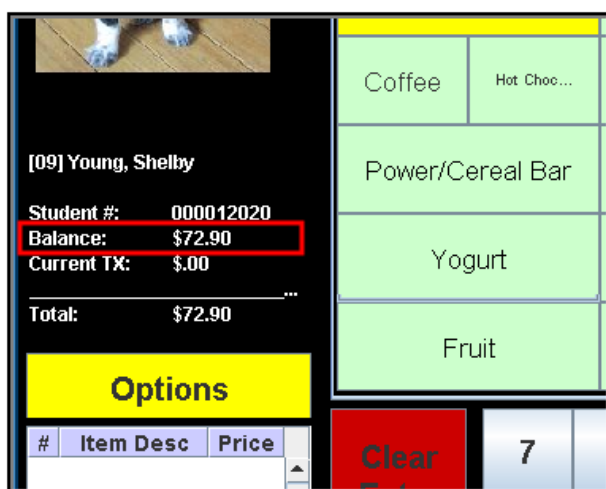 [09] Young, Shelby
Student #: 000012020
Balance: $72.90
Current TX: $.00
...
Total: $72.90
Options
# Item Desc Price
Coffee Hot Choc...
Power/Cereal Bar
Yogurt
Fruit
Clear
7